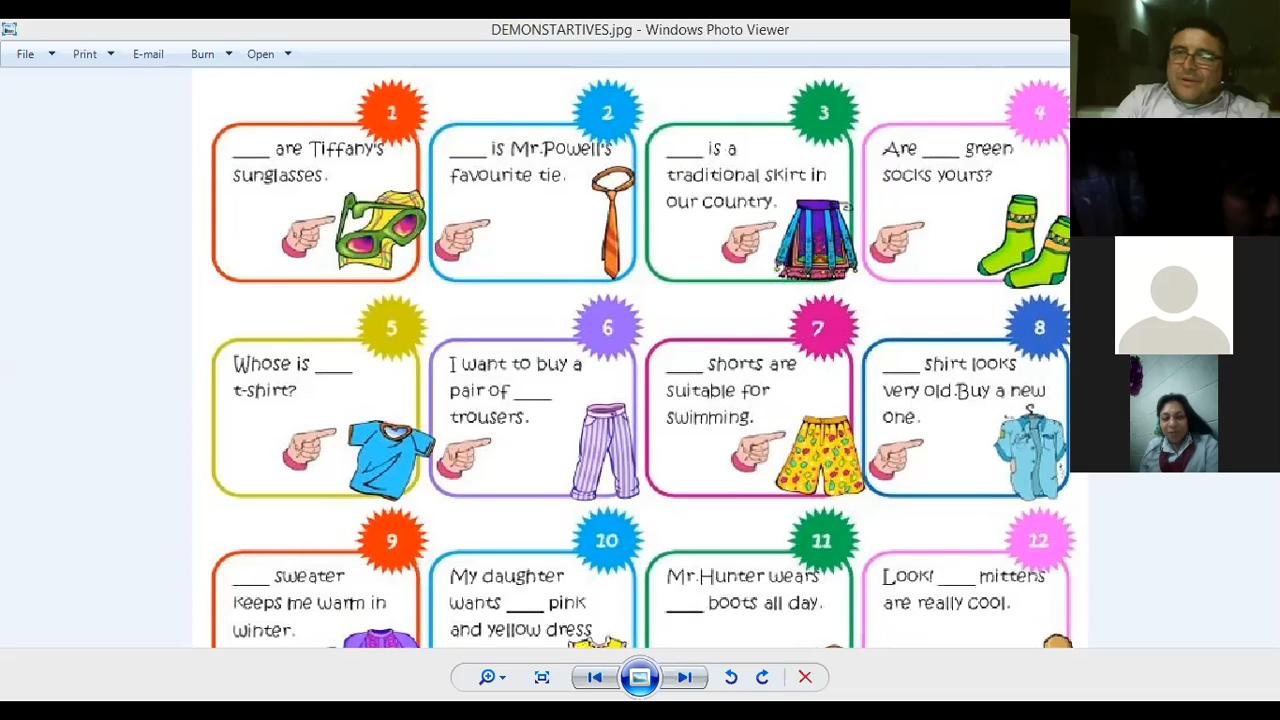 DEMONSTARTIVES.jpg - Windows Photo Viewer
File Print E-mail Burn Open
1
____ are Tiffany's
sunglasses.
2
____ is Mr.Powell's
favourite tie.
3
____ is a
traditional skirt in
our country.
4
Are ____ green
socks yours?
5
Whose is ____
t-shirt?
6
I want to buy a
pair of ____
trousers.
7
____ shorts are
suitable for
swimming.
8
____ shirt looks
very old.Buy a new
one.
9
____ sweater
keeps me warm in
winter.
10
My daughter
wants ____ pink
and yellow dress
11
Mr.Hunter wears
____ boots all day.
12
Look! ____ mittens
are really cool.